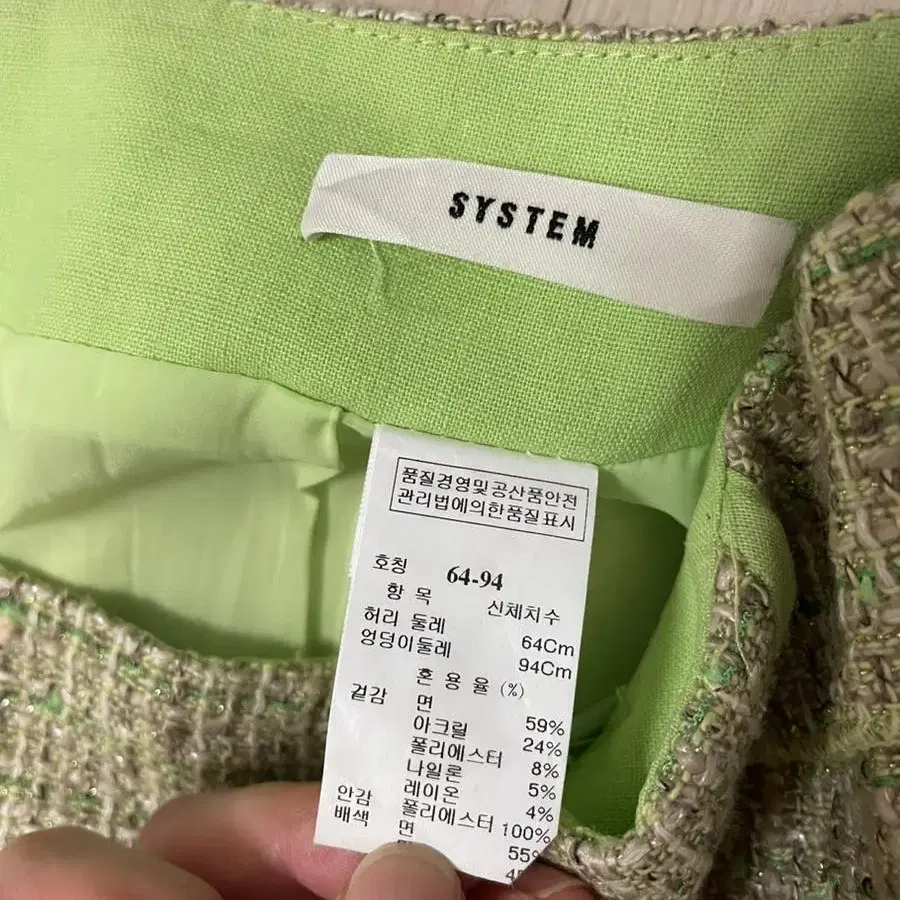 SYSTEM
품질경영및공산품안전
관리법에의한품질표시
호칭 64-94
항 목 신체치수
허리 둘레 64Cm
엉덩이둘레 94Cm
혼 용 율 (%)
겉감 면 59%
아크릴 24%
폴리에스터 8%
나일론 5%
레이온 4%
안감 폴리에스터 100%
배색 면 55%